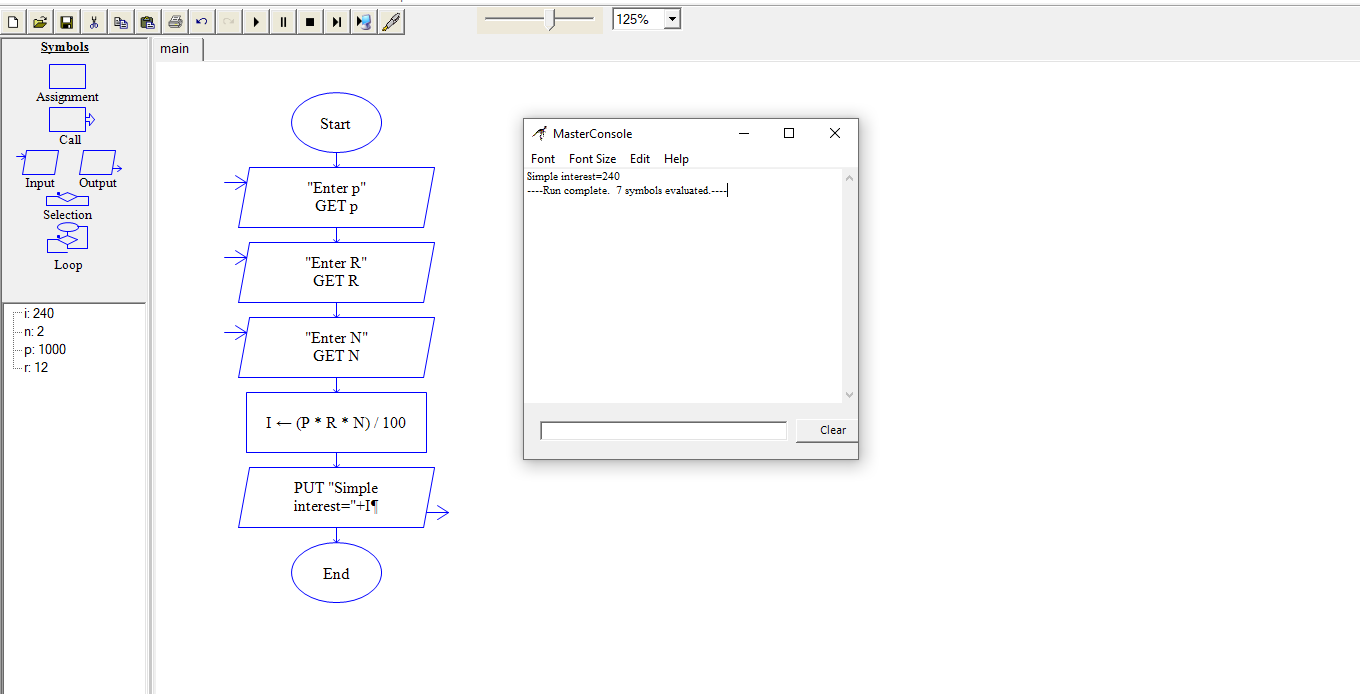 125%
Symbols
Assignment
Call
Input
Output
Selection
Loop
i: 240
n: 2
p: 1000
r: 12
main
Start
"Enter p"
GET p
"Enter R"
GET R
"Enter N"
GET N
I ← (P * R * N) / 100
PUT "Simple
interest="+I¶
End
MasterConsole
Font Font Size Edit Help
Simple interest=240
----Run complete.  7 symbols evaluated.----
Clear